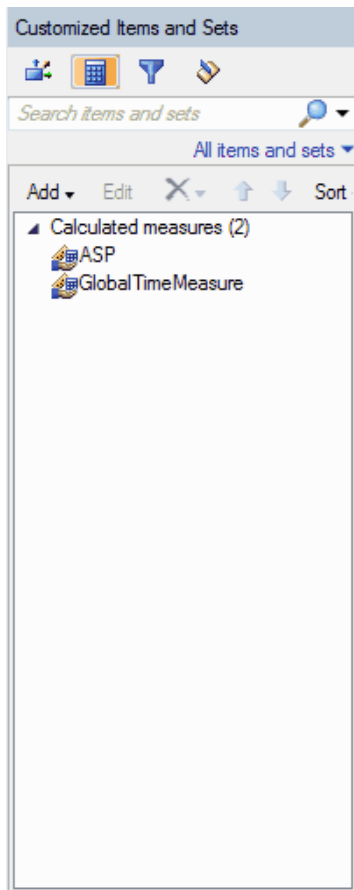 Customized Items and Sets
Search items and sets
All items and sets
Add Edit Sort
Calculated measures (2)
ASP
GlobalTimeMeasure